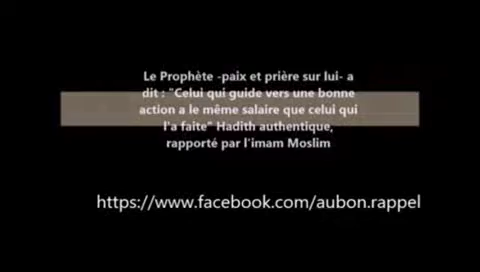 Le Prophète -paix et prière sur lui- a
dit : "Celui qui guide vers une bonne
action a le même salaire que celui qui
l'a faite" Hadith authentique,
rapporté par l'imam Moslim
https://www.facebook.com/aubon.rappel